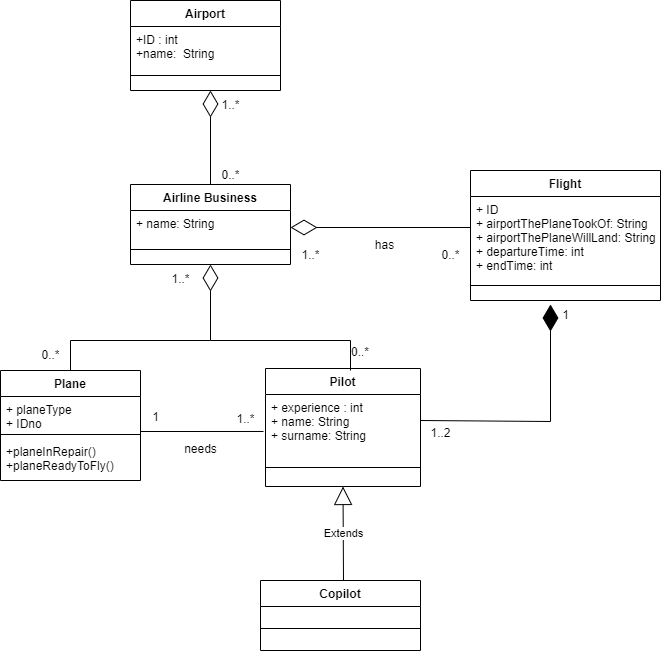 Airport
+ID : int
+name: String
1..*
0..*
Airline Business
+ name: String
1..*
has
0..*
Flight
+ ID
+ airportThePlaneTookOf: String
+ airportThePlaneWillLand: String
+ departureTime: int
+ endTime: int
1..*
1
0..*
0..*
Plane
+ planeType
+ IDno
+planeInRepair()
+planeReadyToFly()
1
1..*
needs
Pilot
+ experience : int
+ name: String
+ surname: String
1..2
Extends
Copilot